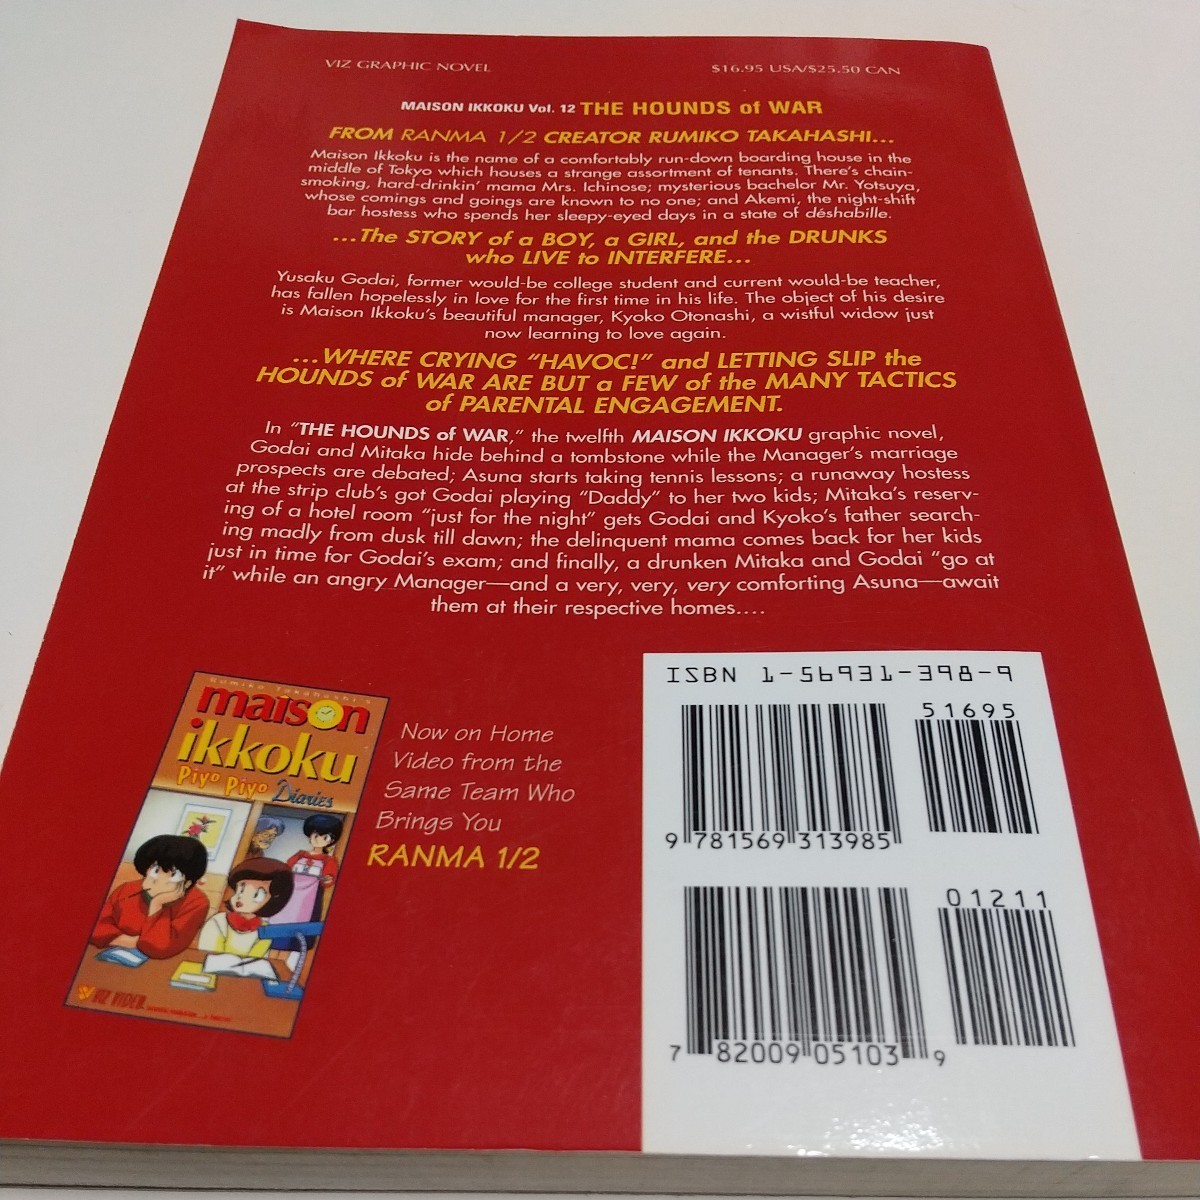 VIZ GRAPHIC NOVEL
$16.95 USA/$25.50 CAN
MAISON IKKOKU Vol. 12 THE HOUNDS of WAR
FROM RANMA 1/2 CREATOR RUMIKO TAKAHASHI...
Maison Ikkoku is the name of a comfortably run-down boarding house in the
middle of Tokyo which houses a strange assortment of tenants. There's chain-
smoking, hard-drinkin' mama Mrs. Ichinose; mysterious bachelor Mr. Yotsuya,
whose comings and goings are known to no one; and Akemi, the night-shift
bar hostess who spends her sleepy-eyed days in a state of déshabille.
...The STORY of a BOY, a GIRL, and the DRUNKS
who LIVE to INTERFERE...
Yusaku Godai, former would-be college student and current would-be teacher,
has fallen hopelessly in love for the first time in his life. The object of his desire
is Maison Ikkoku's beautiful manager, Kyoko Otonashi, a wistful widow just
now learning to love again.
...WHERE CRYING "HAVOC!" and LETTING SLIP the
HOUNDS of WAR ARE BUT a FEW of the MANY TACTICS
of PARENTAL ENGAGEMENT.
In "THE HOUNDS of WAR," the twelfth MAISON IKKOKU graphic novel,
Godai and Mitaka hide behind a tombstone while the Manager's marriage
prospects are debated; Asuna starts taking tennis lessons; a runaway hostess
at the strip club's got Godai playing "Daddy" to her two kids; Mitaka's reserv-
ing of a hotel room "just for the night" gets Godai and Kyoko's father search-
ing madly from dusk till dawn; the delinquent mama comes back for her kids
just in time for Godai's exam; and finally, a drunken Mitaka and Godai "go at
it" while an angry Manager—and a very, very, very comforting Asuna—await
them at their respective homes....
Rumiko Takahashi's
maison
ikkoku
Piyo Piyo Diaries
VIZ VIDEO
Now on Home
Video from the
Same Team Who
Brings You
RANMA 1/2
ISBN 1-56931-398-9
51695
9 781569 313985
01211
7 82009 05103 9